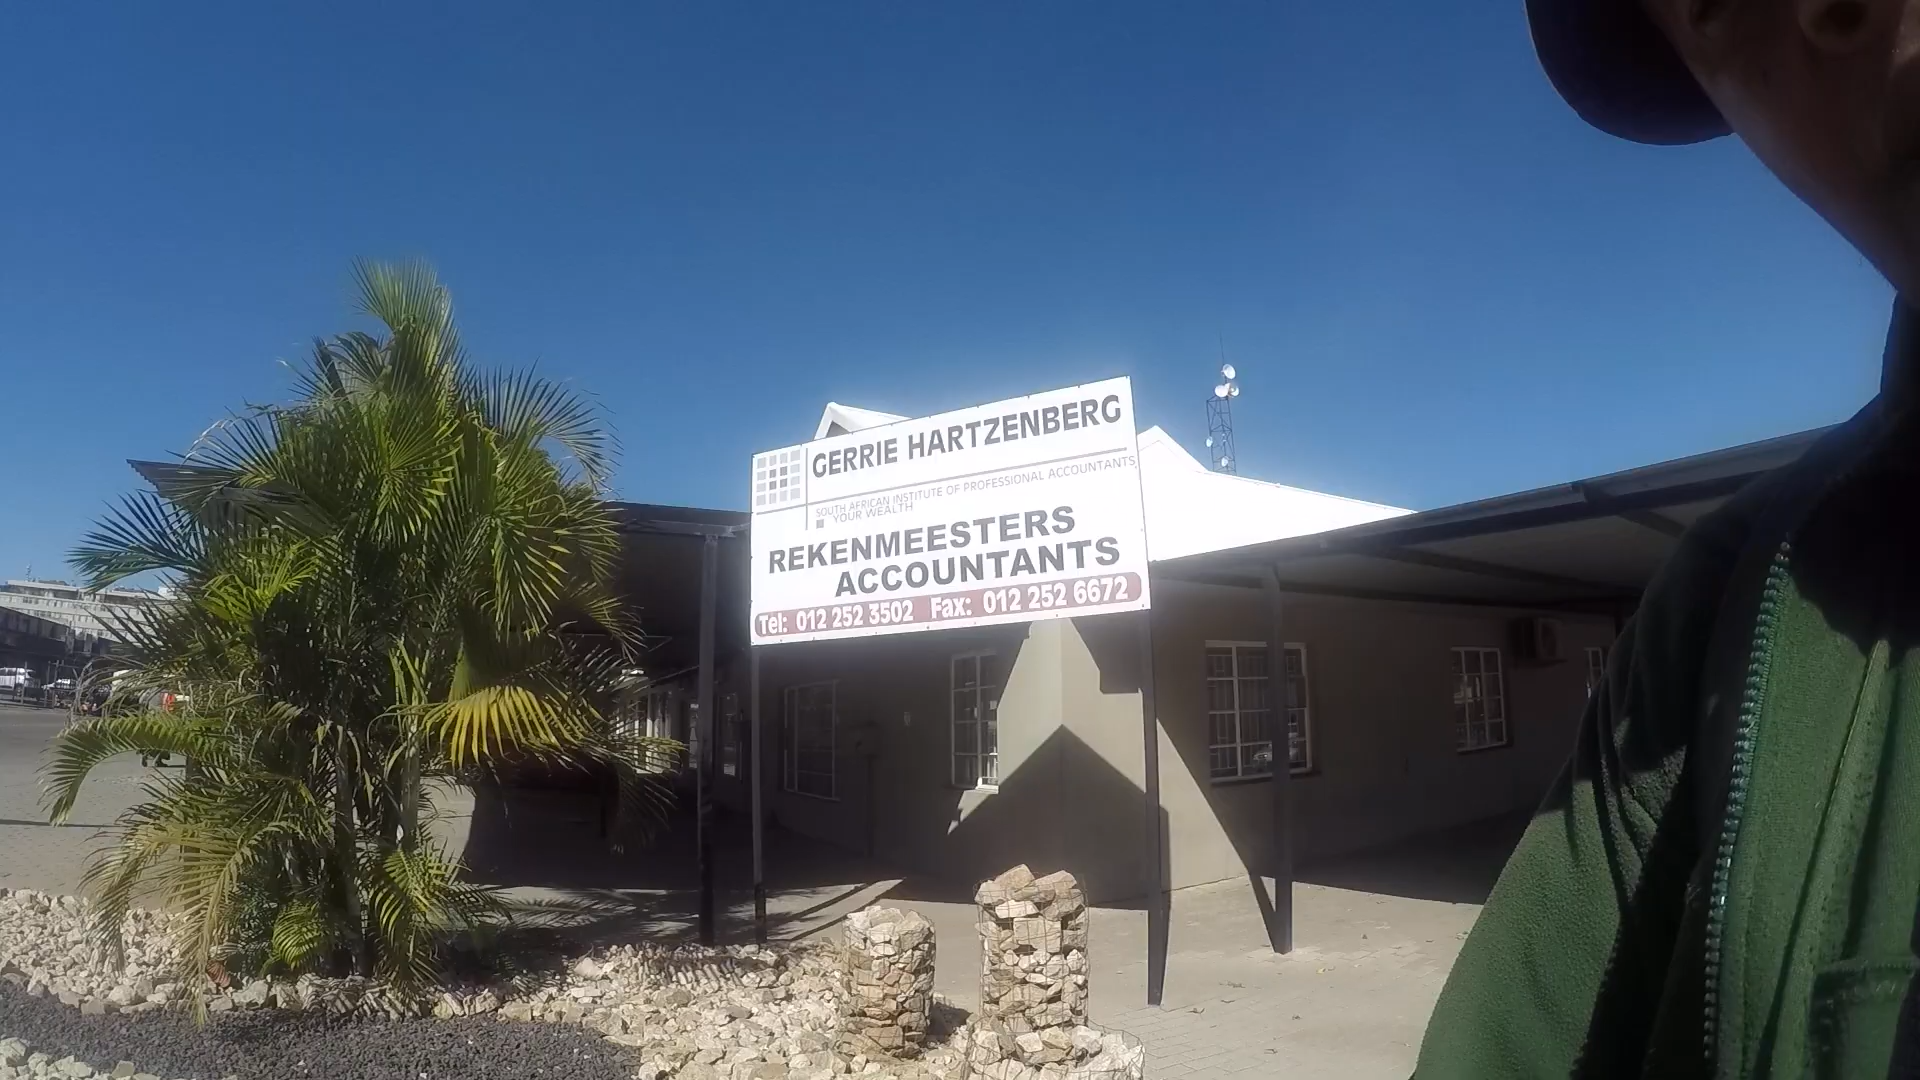 GERRIE HARTZENBERG
SOUTH AFRICAN INSTITUTE OF PROFESSIONAL ACCOUNTANTS
YOUR WEALTH
REKENMEESTERS
ACCOUNTANTS
Tel: 012 252 3502 Fax: 012 252 6672